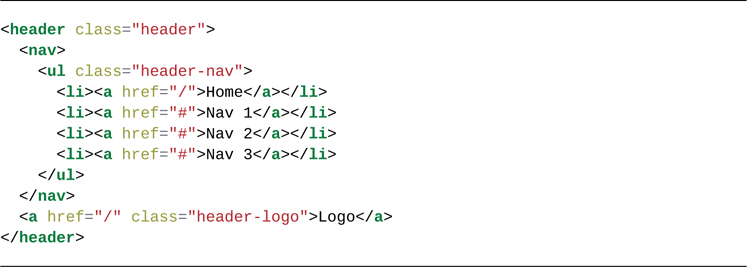 <header class="header">
  <nav>
    <ul class="header-nav">
      <li><a href="/">Home</a></li>
      <li><a href="#">Nav 1</a></li>
      <li><a href="#">Nav 2</a></li>
      <li><a href="#">Nav 3</a></li>
    </ul>
  </nav>
  <a href="/" class="header-logo">Logo</a>
</header>